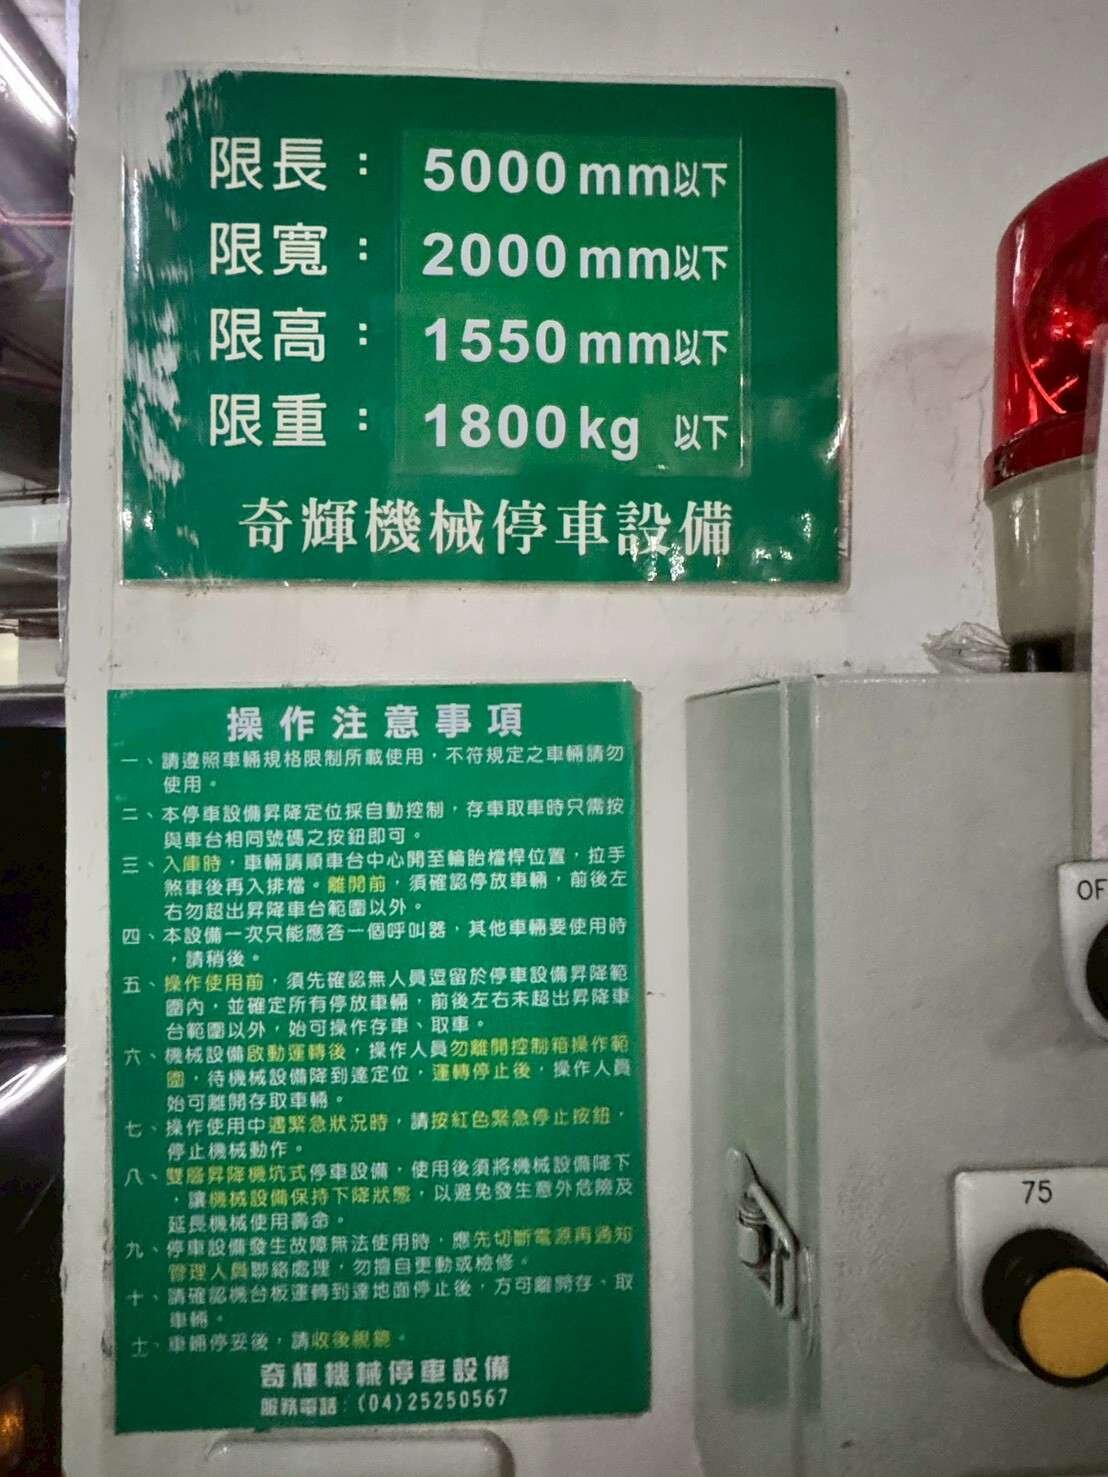 限長： 5000mm以下
限寬： 2000mm以下
限高： 1550mm以下
限重： 1800kg 以下
奇輝機械停車設備
操作注意事項
一、請遵照車輛規格限制所載使用，不符規定之車輛請勿
使用。
二、本停車設備昇降定位採自動控制，存車取車時只需按
與車台相同號碼之按鈕即可。
三、入庫時，車輛請順車台中心開至輪胎檔桿位置，拉手
煞車後再入排檔。離開前，須確認停放車輛，前後左
右勿超出昇降車台範圍以外。
四、本設備一次只能應答一個呼叫器，其他車輛要使用時
，請稍後。
五、操作使用前，須先確認無人員逗留於停車設備昇降範
圍內，並確定所有停放車輛，前後左右未超出昇降車
台範圍以外，始可操作存車、取車。
六、機械設備啟動運轉後，操作人員勿離開控制箱操作範
圍，待機械設備降到達定位，運轉停止後，操作人員
始可離開存取車輛。
七、操作使用中遇緊急狀況時，請按紅色緊急停止按鈕，
停止機械動作。
八、雙層昇降機坑式停車設備，使用後須將機械設備降下
，讓機械設備保持下降狀態，以避免發生意外危險及
延長機械使用壽命。
九、停車設備發生故障無法使用時，應先切斷電源再通知
管理人員聯絡處理，勿擅自更動或檢修。
十、請確認機台板運轉到達地面停止後，方可離開存、取
車輛。
十一、車輛停妥後，請收後視鏡。
奇輝機械停車設備
服務電話：(04)25250567
OF
75